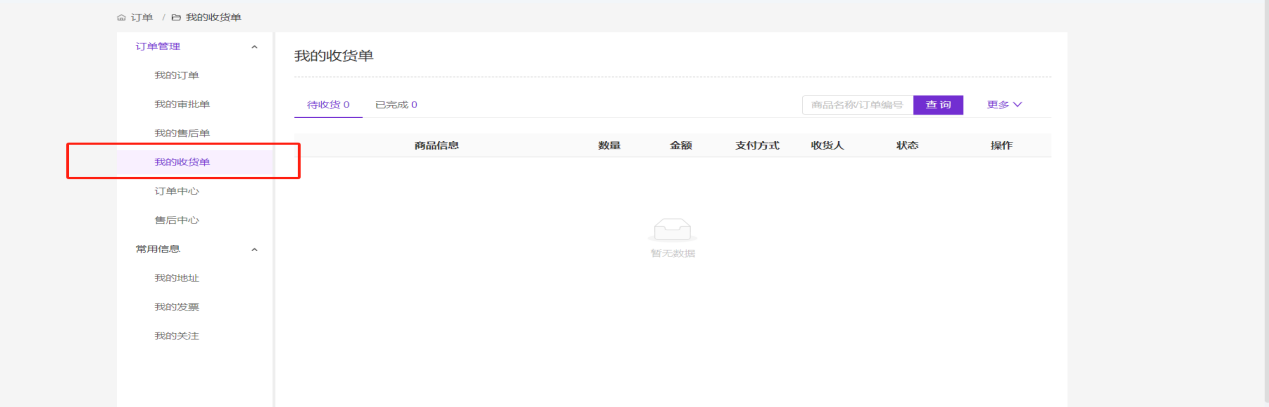 订单 / 我的收货单
订单管理
我的订单
我的审批单
我的售后单
我的收货单
订单中心
售后中心
常用信息
我的地址
我的发票
我的关注
我的收货单
待收货 0 已完成 0 商品名称/订单编号 查 询 更多
商品信息 数量 金额 支付方式 收货人 状态 操作
暂无数据